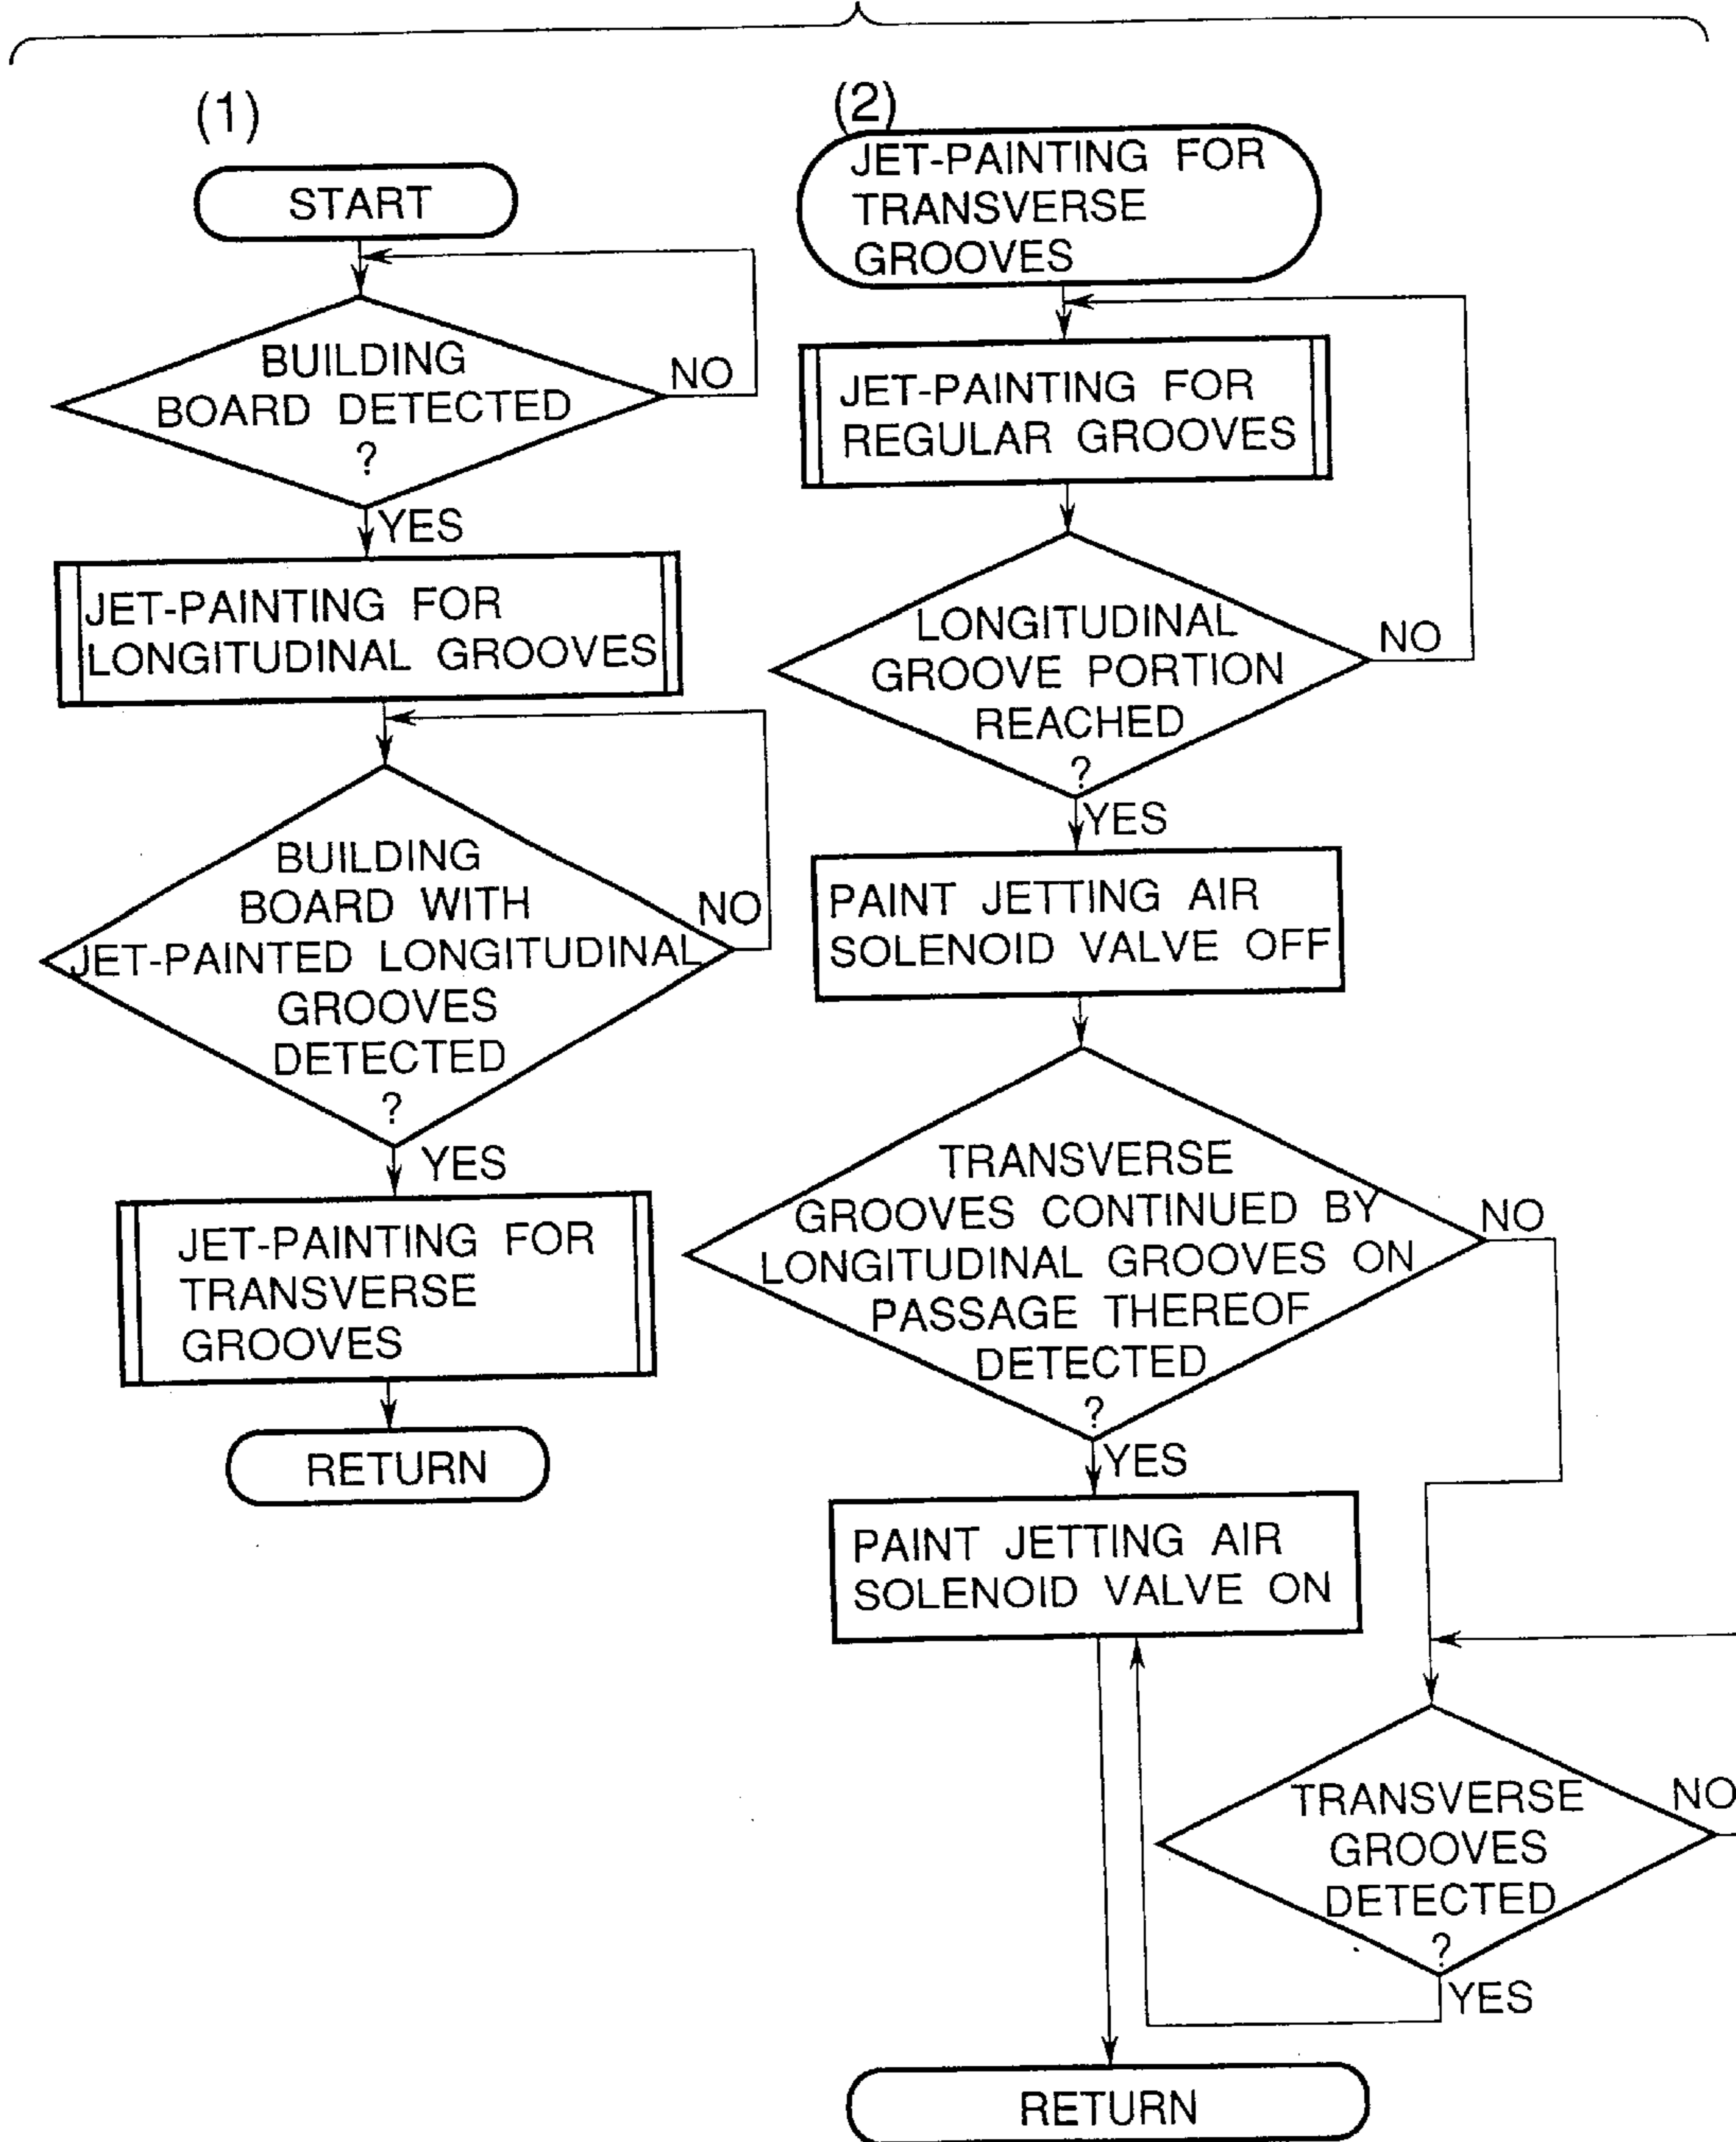 (1)
START
BUILDING
BOARD DETECTED
?
NO
YES
JET-PAINTING FOR
LONGITUDINAL GROOVES
BUILDING
BOARD WITH
JET-PAINTED LONGITUDINAL
GROOVES
DETECTED
?
NO
YES
JET-PAINTING FOR
TRANSVERSE
GROOVES
RETURN
(2)
JET-PAINTING FOR
TRANSVERSE
GROOVES
JET-PAINTING FOR
REGULAR GROOVES
LONGITUDINAL
GROOVE PORTION
REACHED
?
NO
YES
PAINT JETTING AIR
SOLENOID VALVE OFF
TRANSVERSE
GROOVES CONTINUED BY
LONGITUDINAL GROOVES ON
PASSAGE THEREOF
DETECTED
?
NO
YES
PAINT JETTING AIR
SOLENOID VALVE ON
TRANSVERSE
GROOVES
DETECTED
?
NO
YES
RETURN